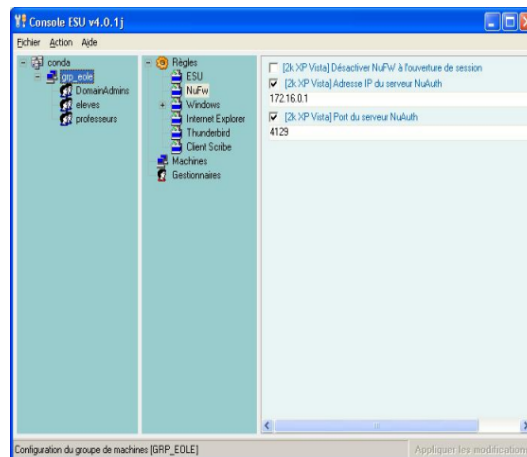 Console ESU v4.0.1j
Fichier Action Aide
conda
grp_eole
DomainAdmins
eleves
professeurs
Règles
ESU
NuFw
Windows
Internet Explorer
Thunderbird
Client Scribe
Machines
Gestionnaires
[2k XP Vista] Désactiver NuFW à l'ouverture de session
[2k XP Vista] Adresse IP du serveur NuAuth
172.16.0.1
[2k XP Vista] Port du serveur NuAuth
4129
Configuration du groupe de machines [GRP_EOLE]
Appliquer les modifications